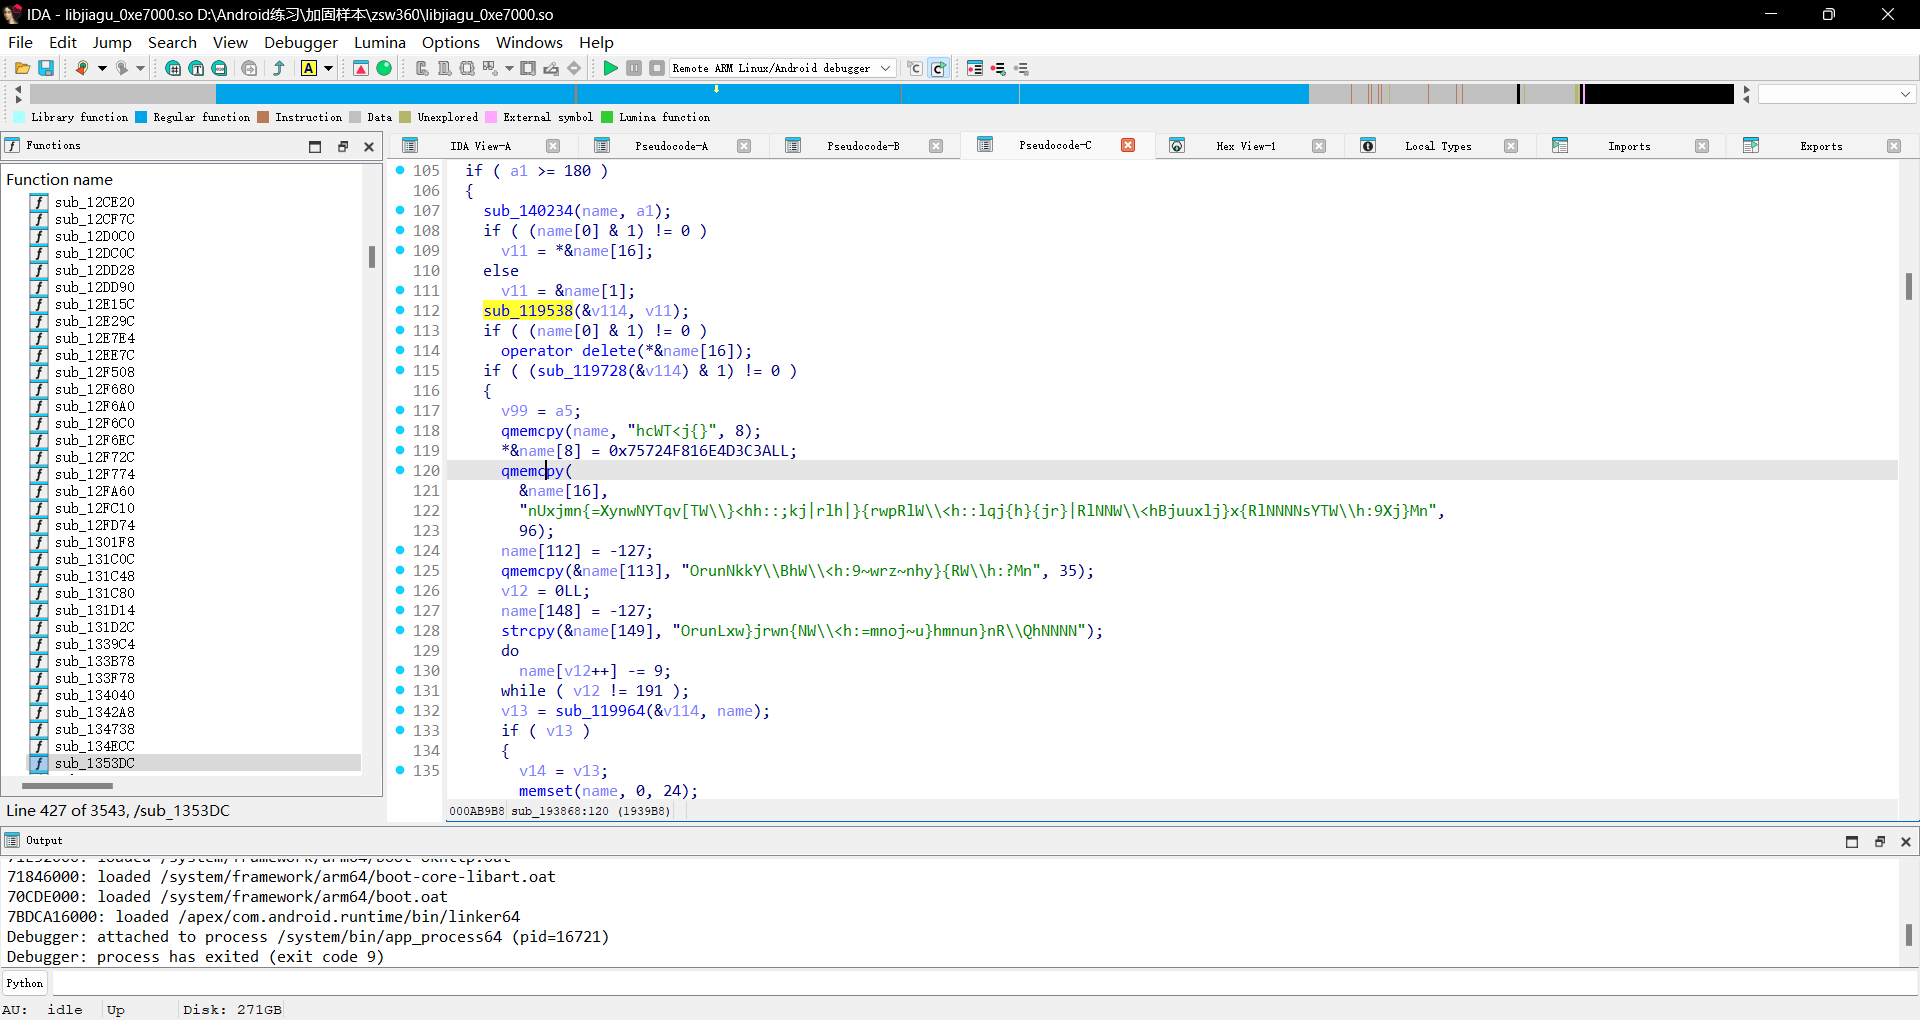 IDA - libjiagu_0xe7000.so D:\Android练习\加固样本\zsw360\libjiagu_0xe7000.so
File Edit Jump Search View Debugger Lumina Options Windows Help
Remote ARM Linux/Android debugger
Library function Regular function Instruction Data Unexplored External symbol Lumina function
Functions
IDA View-A Pseudocode-A Pseudocode-B Pseudocode-C Hex View-1 Local Types Imports Exports
Function name
sub_12CE20
sub_12CF7C
sub_12D0C0
sub_12DC0C
sub_12DD28
sub_12DD90
sub_12E15C
sub_12E29C
sub_12E7E4
sub_12EE7C
sub_12F508
sub_12F680
sub_12F6A0
sub_12F6C0
sub_12F6EC
sub_12F72C
sub_12F774
sub_12FA60
sub_12FC10
sub_12FD74
sub_1301F8
sub_131C0C
sub_131C48
sub_131C80
sub_131D14
sub_131D2C
sub_1339C4
sub_133B78
sub_133F78
sub_134040
sub_1342A8
sub_134738
sub_134ECC
sub_1353DC
Line 427 of 3543, /sub_1353DC
105 if ( a1 >= 180 )
106 {
107 sub_140234(name, a1);
108 if ( (name[0] & 1) != 0 )
109 v11 = *&name[16];
110 else
111 v11 = &name[1];
112 sub_119538(&v114, v11);
113 if ( (name[0] & 1) != 0 )
114 operator delete(*&name[16]);
115 if ( (sub_119728(&v114) & 1) != 0 )
116 {
117 v99 = a5;
118 qmemcpy(name, "hcWT<j{}", 8);
119 *&name[8] = 0x75724F816E4D3C3ALL;
120 qmemcpy(
121 &name[16],
122 "nUxjmn{=XynwNYTqv[TW\\}<hh::;kj|rlh|}{rwpRlW\\<h::lqj{h}{jr}|RlNNW\\<hBjuuxlj}x{RlNNNNsYTW\\h:9Xj}Mn",
123 96);
124 name[112] = -127;
125 qmemcpy(&name[113], "OrunNkkY\\BhW\\<h:9~wrz~nhy}{RW\\h:?Mn", 35);
126 v12 = 0LL;
127 name[148] = -127;
128 strcpy(&name[149], "OrunLxw}jrwn{NW\\<h:=mnoj~u}hmnun}nR\\QhNNNN");
129 do
130 name[v12++] -= 9;
131 while ( v12 != 191 );
132 v13 = sub_119964(&v114, name);
133 if ( v13 )
134 {
135 v14 = v13;
memset(name, 0, 24);
000AB9B8 sub_193868:120 (1939B8)
Output
71846000: loaded /system/framework/arm64/boot-core-libart.oat
70CDE000: loaded /system/framework/arm64/boot.oat
7BDCA16000: loaded /apex/com.android.runtime/bin/linker64
Debugger: attached to process /system/bin/app_process64 (pid=16721)
Debugger: process has exited (exit code 9)
Python
AU: idle Up Disk: 271GB